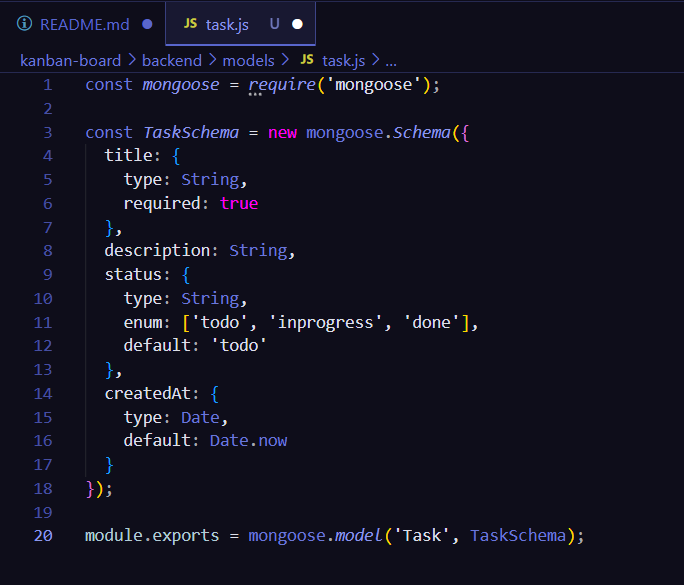 README.md
JS task.js U
kanban-board > backend > models > JS task.js > ...
1 const mongoose = require('mongoose');
2
3 const TaskSchema = new mongoose.Schema({
4   title: {
5     type: String,
6     required: true
7   },
8   description: String,
9   status: {
10     type: String,
11     enum: ['todo', 'inprogress', 'done'],
12     default: 'todo'
13   },
14   createdAt: {
15     type: Date,
16     default: Date.now
17   }
18 });
19
20 module.exports = mongoose.model('Task', TaskSchema);